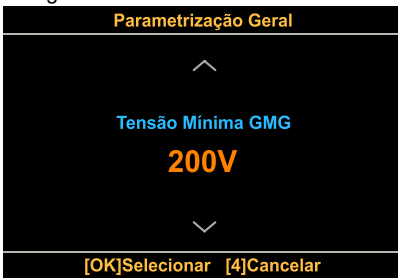 Parametrização Geral
Tensão Mínima GMG
200V
[OK]Selecionar [4]Cancelar